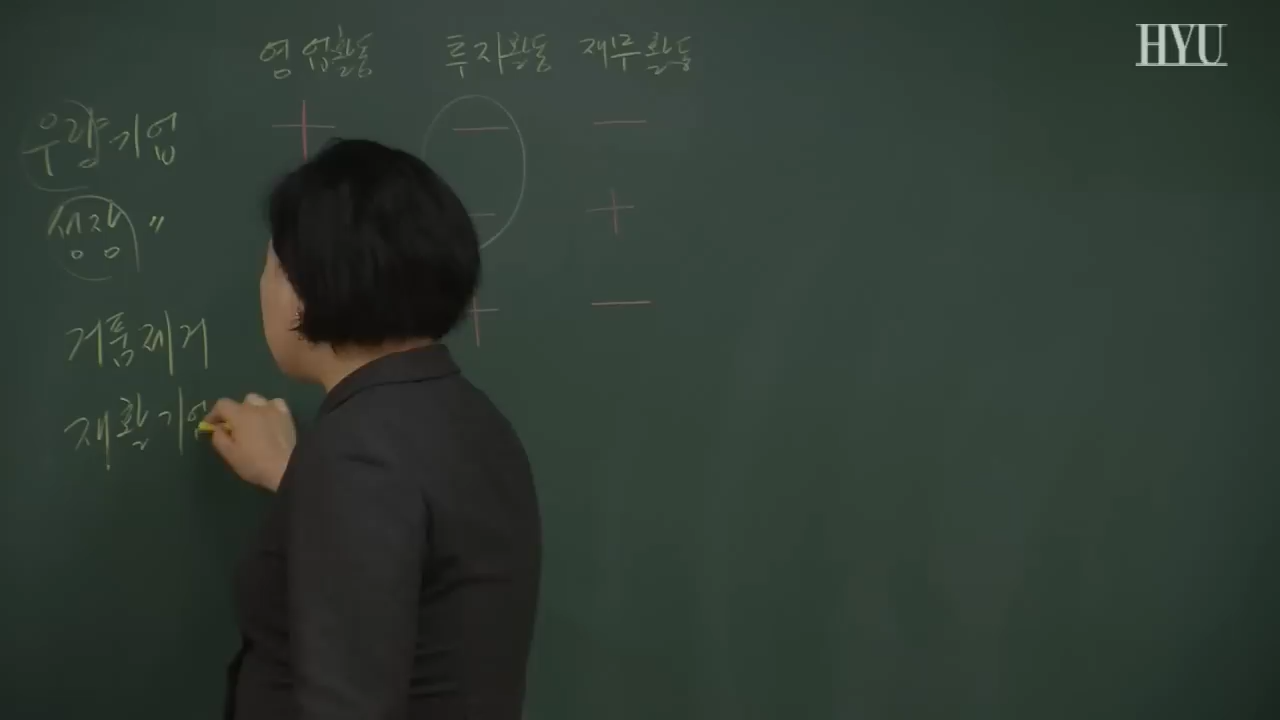 HYU
영업활동 투자활동 재무활동
우량기업 + − −
성장 〃 − +
거품제거 + −
재활기업